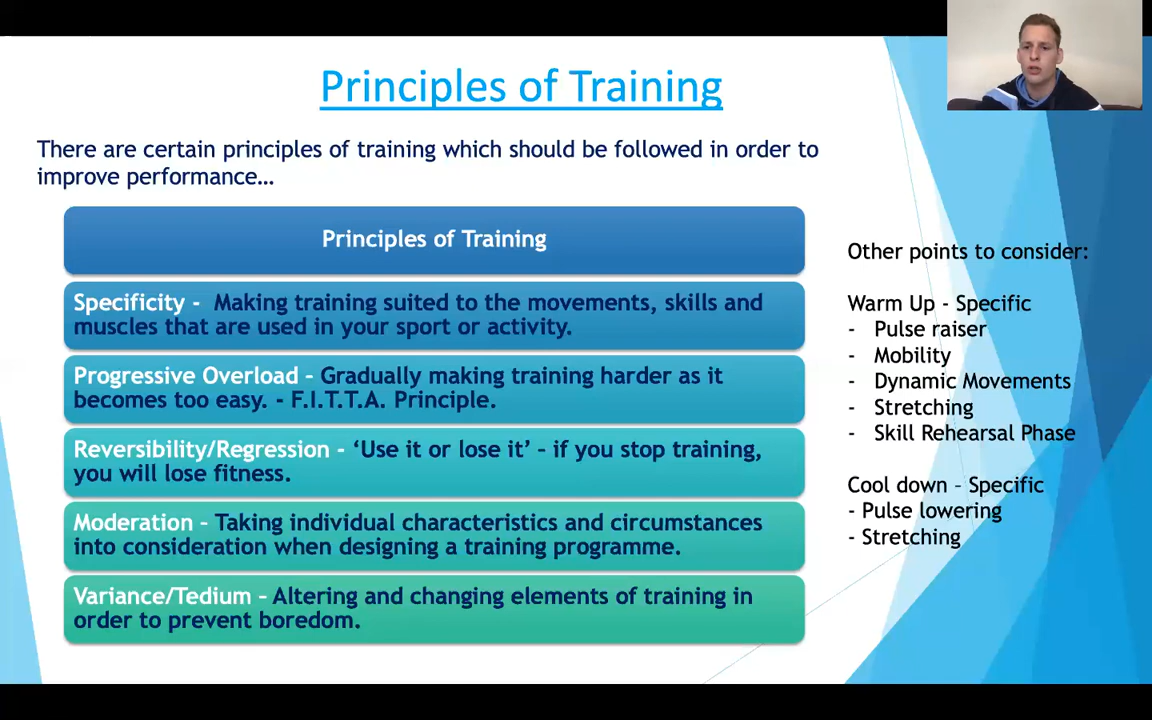 Principles of Training
There are certain principles of training which should be followed in order to
improve performance...
Principles of Training
Specificity -  Making training suited to the movements, skills and
muscles that are used in your sport or activity.
Progressive Overload – Gradually making training harder as it
becomes too easy. - F.I.T.T.A. Principle.
Reversibility/Regression - ‘Use it or lose it’ – if you stop training,
you will lose fitness.
Moderation – Taking individual characteristics and circumstances
into consideration when designing a training programme.
Variance/Tedium – Altering and changing elements of training in
order to prevent boredom.
Other points to consider:
Warm Up - Specific
- Pulse raiser
- Mobility
- Dynamic Movements
- Stretching
- Skill Rehearsal Phase
Cool down – Specific
- Pulse lowering
- Stretching